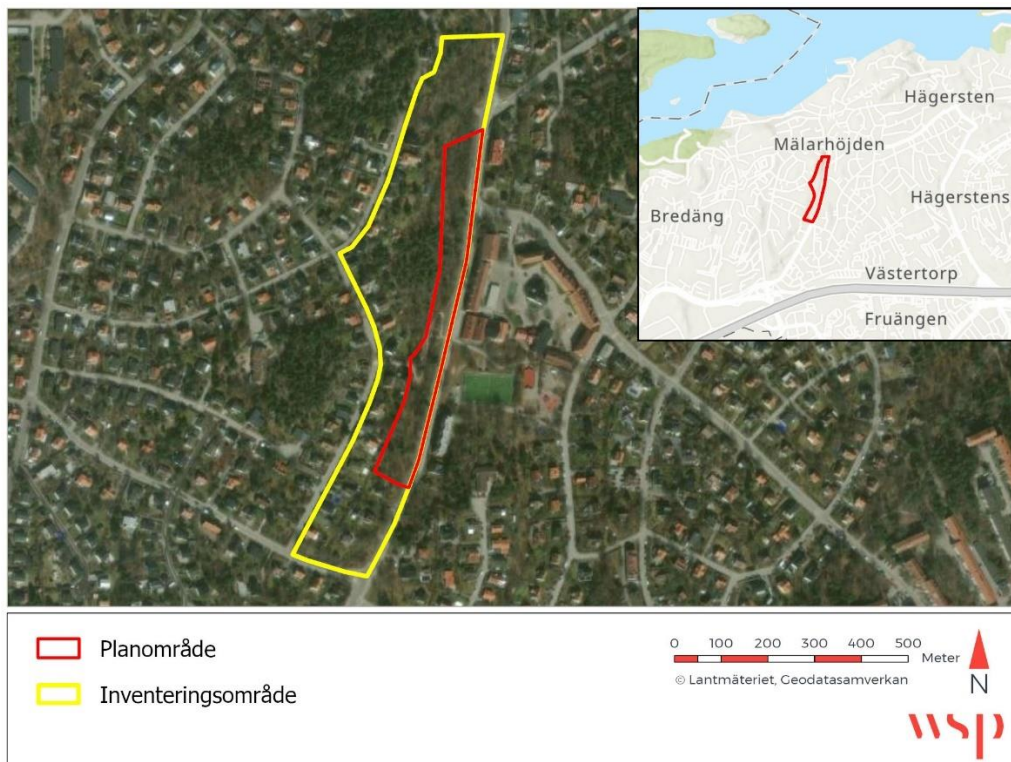 Hägersten
Mälarhöjden
Hägerstens
Bredäng
Västertorp
Fruängen
Planområde
Inventeringsområde
0 100 200 300 400 500
Meter
© Lantmäteriet, Geodatasamverkan
N
wsp